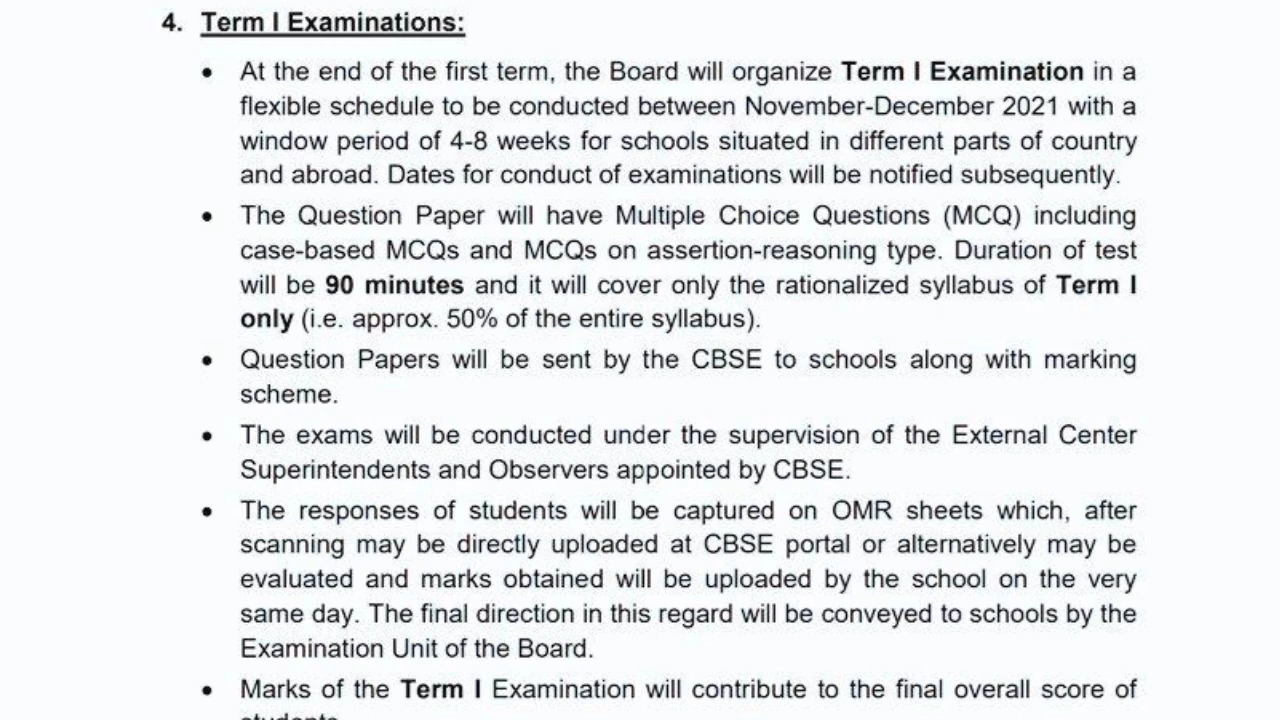 4. Term I Examinations:
• At the end of the first term, the Board will organize Term I Examination in a
flexible schedule to be conducted between November-December 2021 with a
window period of 4-8 weeks for schools situated in different parts of country
and abroad. Dates for conduct of examinations will be notified subsequently.
• The Question Paper will have Multiple Choice Questions (MCQ) including
case-based MCQs and MCQs on assertion-reasoning type. Duration of test
will be 90 minutes and it will cover only the rationalized syllabus of Term I
only (i.e. approx. 50% of the entire syllabus).
• Question Papers will be sent by the CBSE to schools along with marking
scheme.
• The exams will be conducted under the supervision of the External Center
Superintendents and Observers appointed by CBSE.
• The responses of students will be captured on OMR sheets which, after
scanning may be directly uploaded at CBSE portal or alternatively may be
evaluated and marks obtained will be uploaded by the school on the very
same day. The final direction in this regard will be conveyed to schools by the
Examination Unit of the Board.
• Marks of the Term I Examination will contribute to the final overall score of
students.